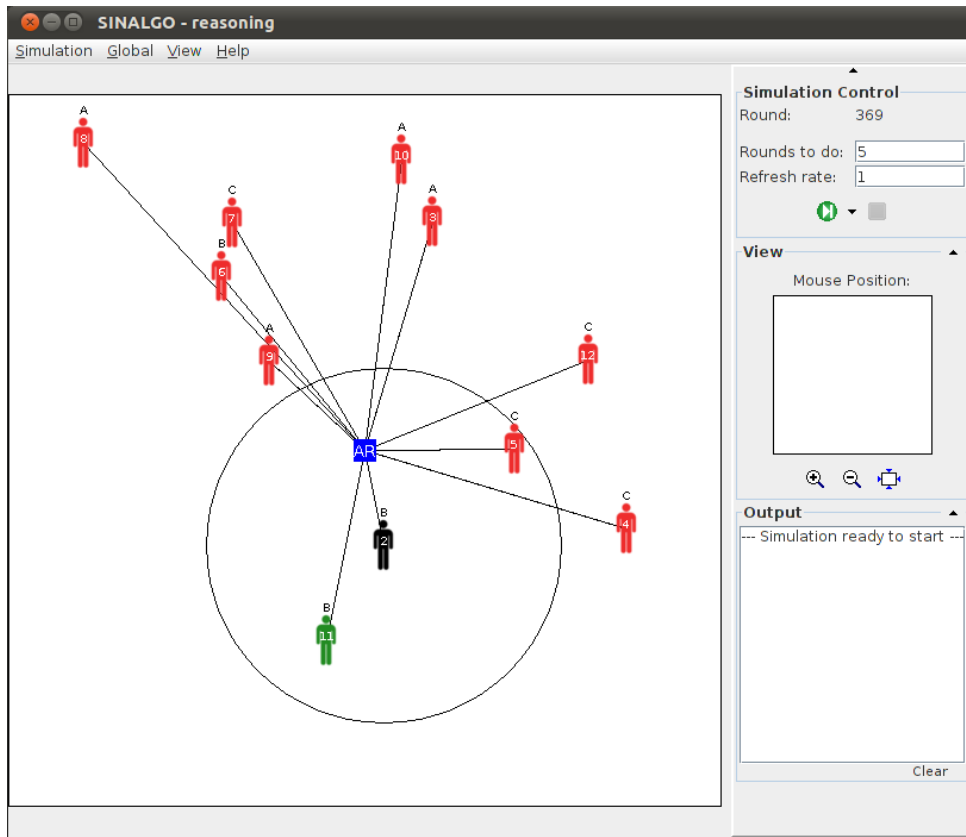 SINALGO - reasoning
Simulation Global View Help
Simulation Control
Round: 369
Rounds to do: 5
Refresh rate: 1
View
Mouse Position:
Output
--- Simulation ready to start ---
Clear
A
8
A
10
A
3
C
7
B
6
A
9
C
12
AR
C
5
C
4
B
2
B
11